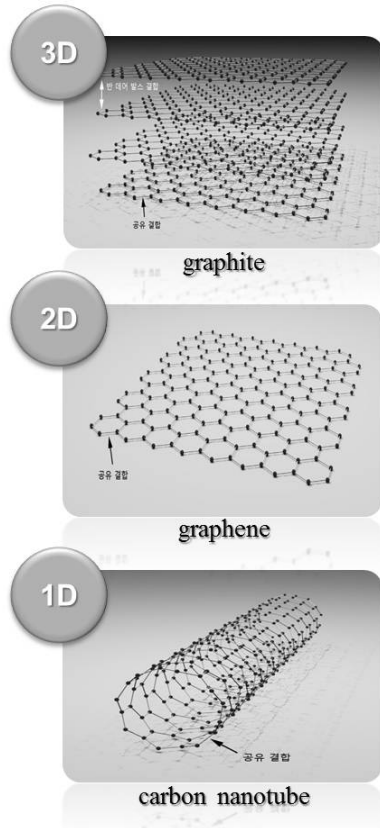 3D
반 데어 발스 결합
공유 결합
graphite
2D
공유 결합
graphene
1D
공유 결합
carbon nanotube